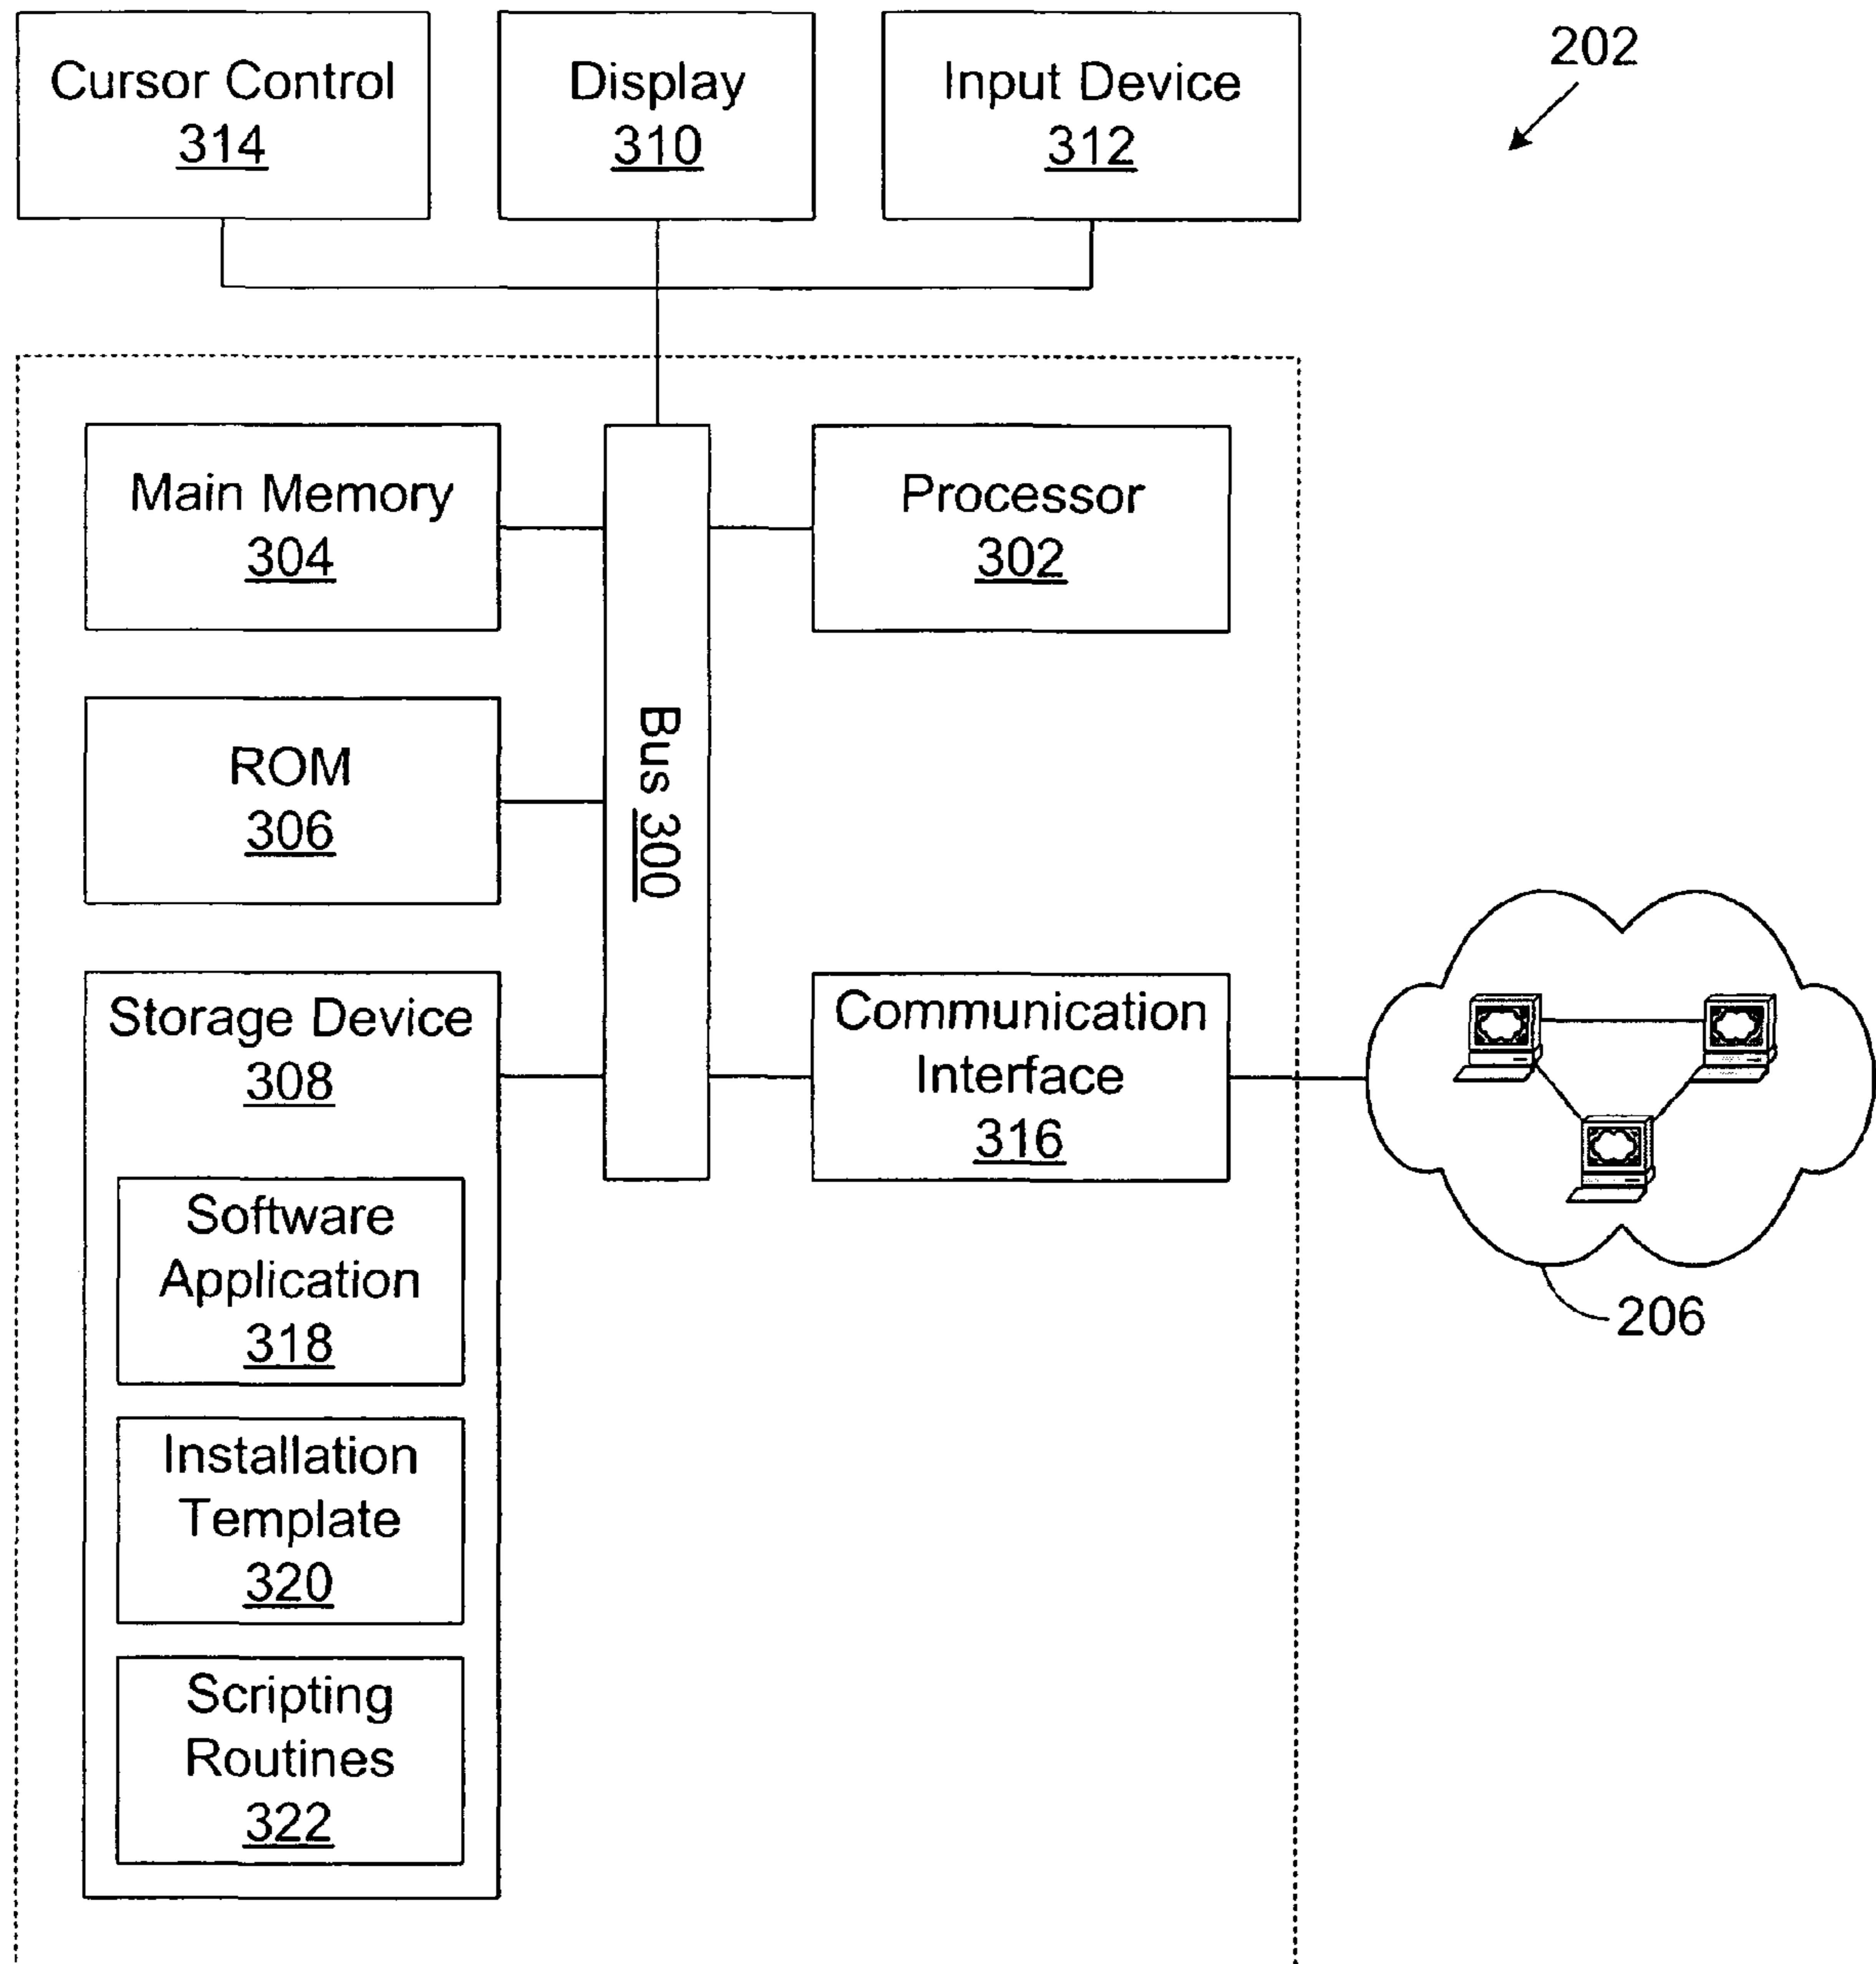 Cursor Control
314
Display
310
Input Device
312
202
Main Memory
304
Processor
302
ROM
306
Bus 300
Storage Device
308
Communication
Interface
316
Software
Application
318
206
Installation
Template
320
Scripting
Routines
322